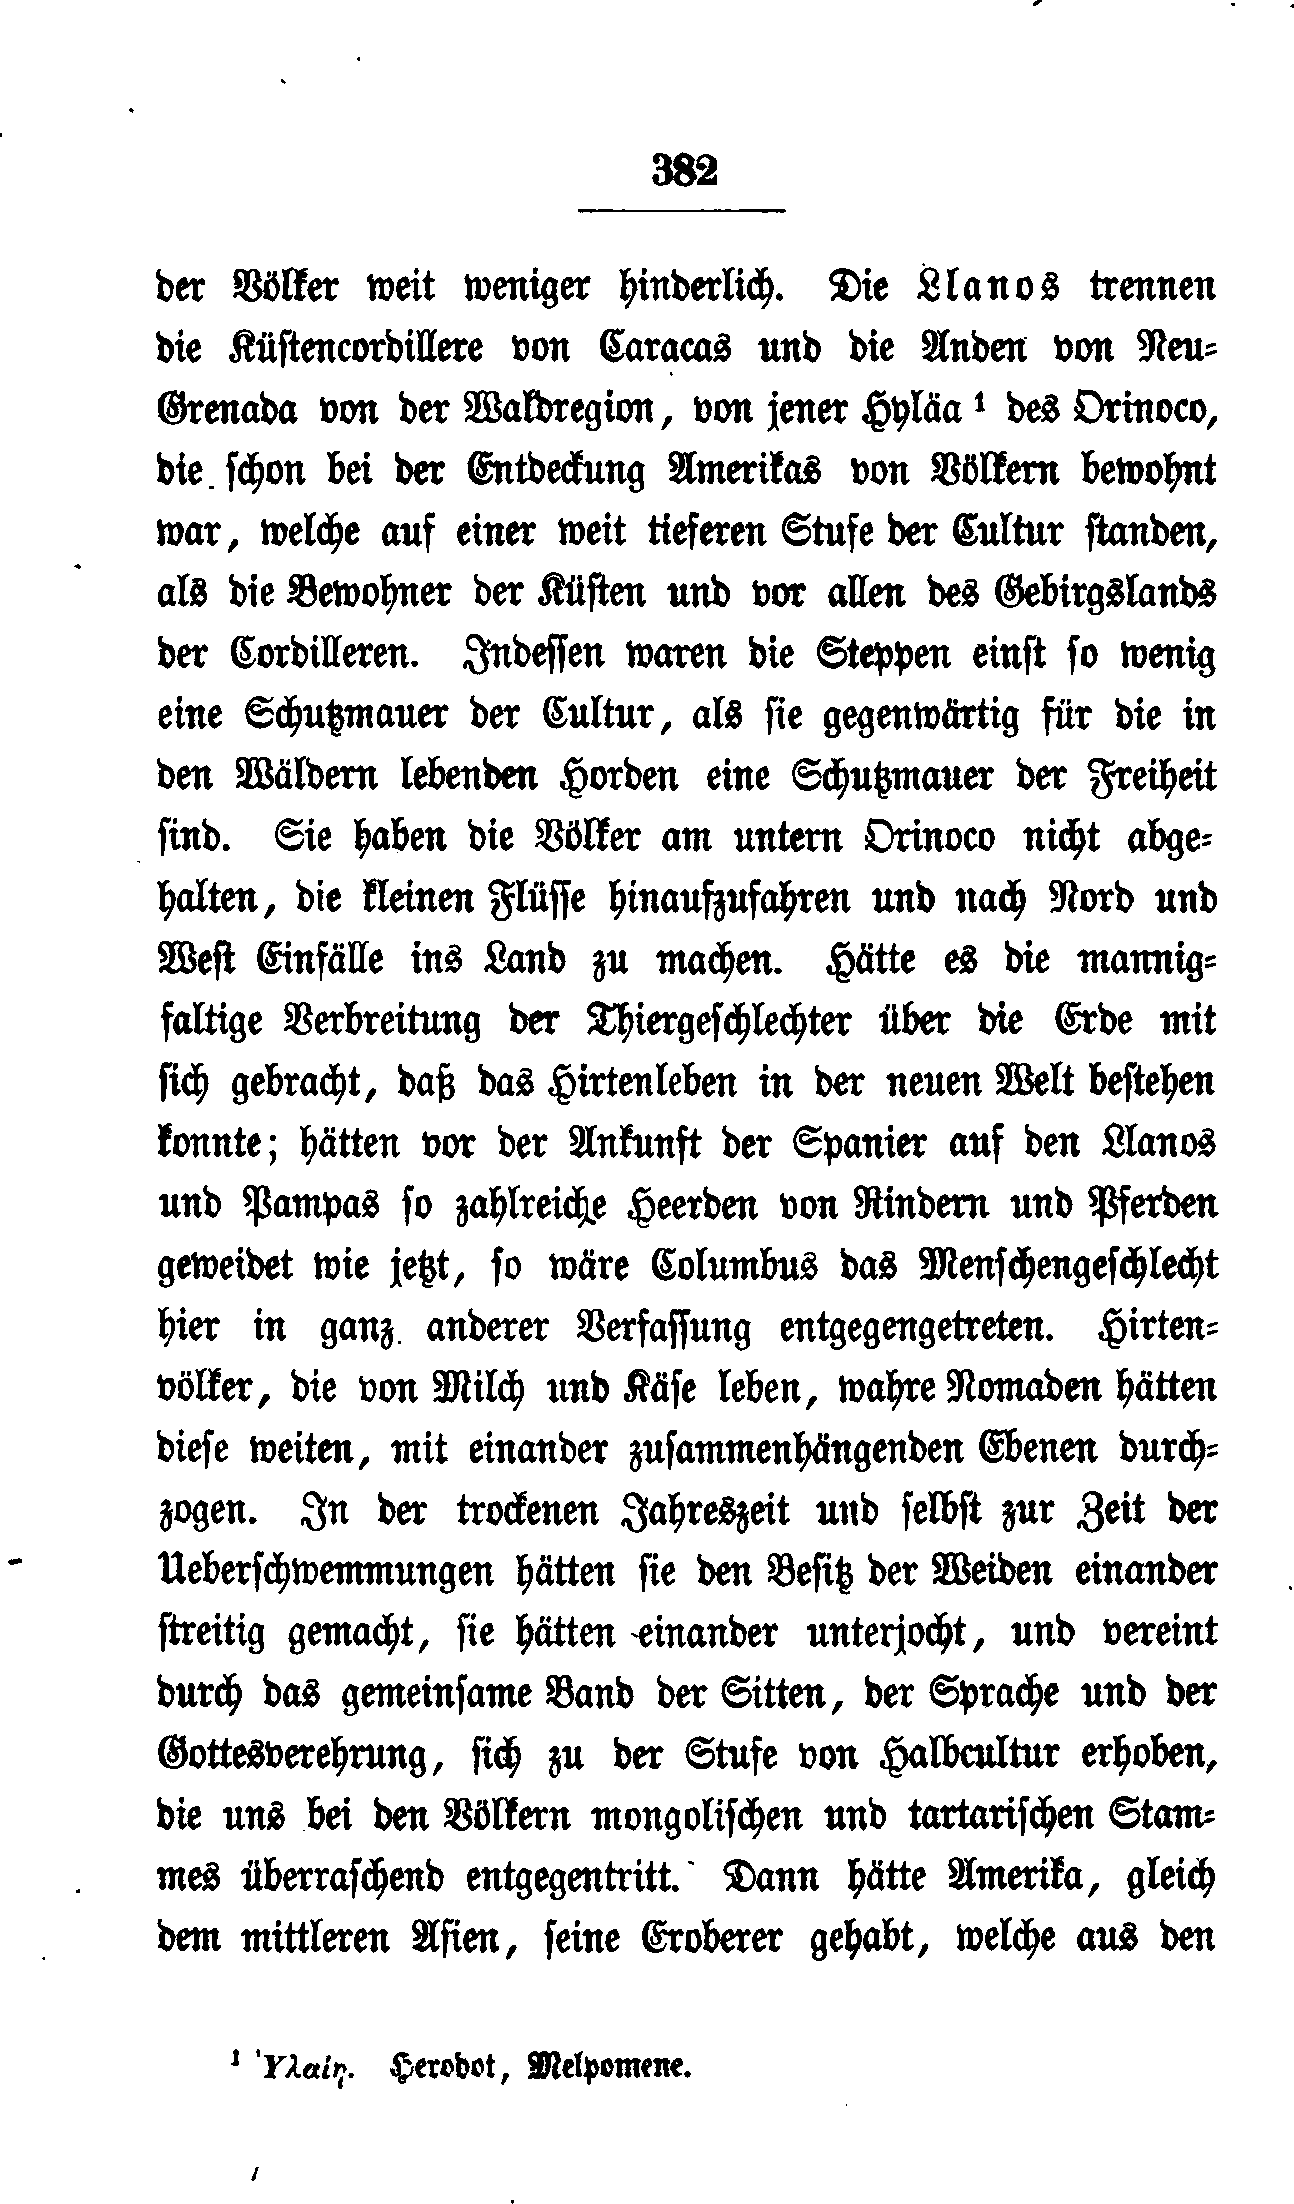 382
der Völker weit weniger hinderlich. Die Llanos trennen
die Küstencordillere von Caracas und die Anden von Neu-
Grenada von der Waldregion, von jener Hyläa¹ des Orinoco,
die schon bei der Entdeckung Amerikas von Völkern bewohnt
war, welche auf einer weit tieferen Stufe der Cultur standen,
als die Bewohner der Küsten und vor allen des Gebirgslands
der Cordilleren. Indessen waren die Steppen einst so wenig
eine Schutzmauer der Cultur, als sie gegenwärtig für die in
den Wäldern lebenden Horden eine Schutzmauer der Freiheit
sind. Sie haben die Völker am untern Orinoco nicht abge-
halten, die kleinen Flüsse hinaufzufahren und nach Nord und
West Einfälle ins Land zu machen. Hätte es die mannig-
faltige Verbreitung der Thiergeschlechter über die Erde mit
sich gebracht, daß das Hirtenleben in der neuen Welt bestehen
konnte; hätten vor der Ankunft der Spanier auf den Llanos
und Pampas so zahlreiche Heerden von Rindern und Pferden
geweidet wie jetzt, so wäre Columbus das Menschengeschlecht
hier in ganz anderer Verfassung entgegengetreten. Hirten-
völker, die von Milch und Käse leben, wahre Nomaden hätten
diese weiten, mit einander zusammenhängenden Ebenen durch-
zogen. In der trockenen Jahreszeit und selbst zur Zeit der
Ueberschwemmungen hätten sie den Besitz der Weiden einander
streitig gemacht, sie hätten einander unterjocht, und vereint
durch das gemeinsame Band der Sitten, der Sprache und der
Gottesverehrung, sich zu der Stufe von Halbcultur erhoben,
die uns bei den Völkern mongolischen und tartarischen Stam-
mes überraschend entgegentritt. Dann hätte Amerika, gleich
dem mittleren Asien, seine Eroberer gehabt, welche aus den
¹ Ὑλαίη. Herodot, Melpomene.